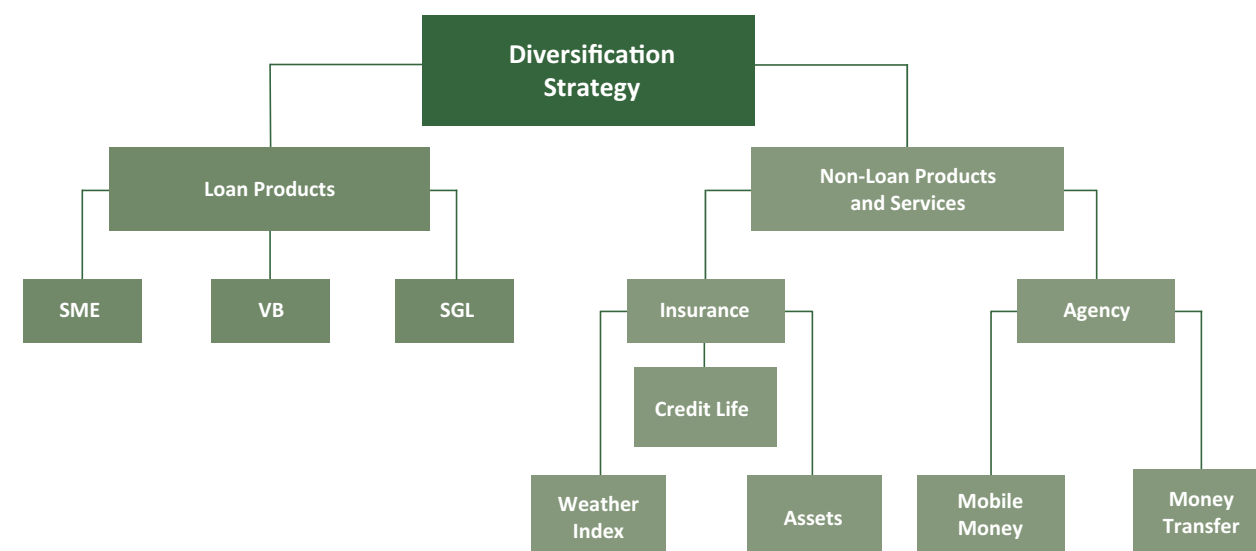 Diversification
Strategy
Loan Products
Non-Loan Products
and Services
SME
VB
SGL
Insurance
Agency
Credit Life
Weather
Index
Assets
Mobile
Money
Money
Transfer